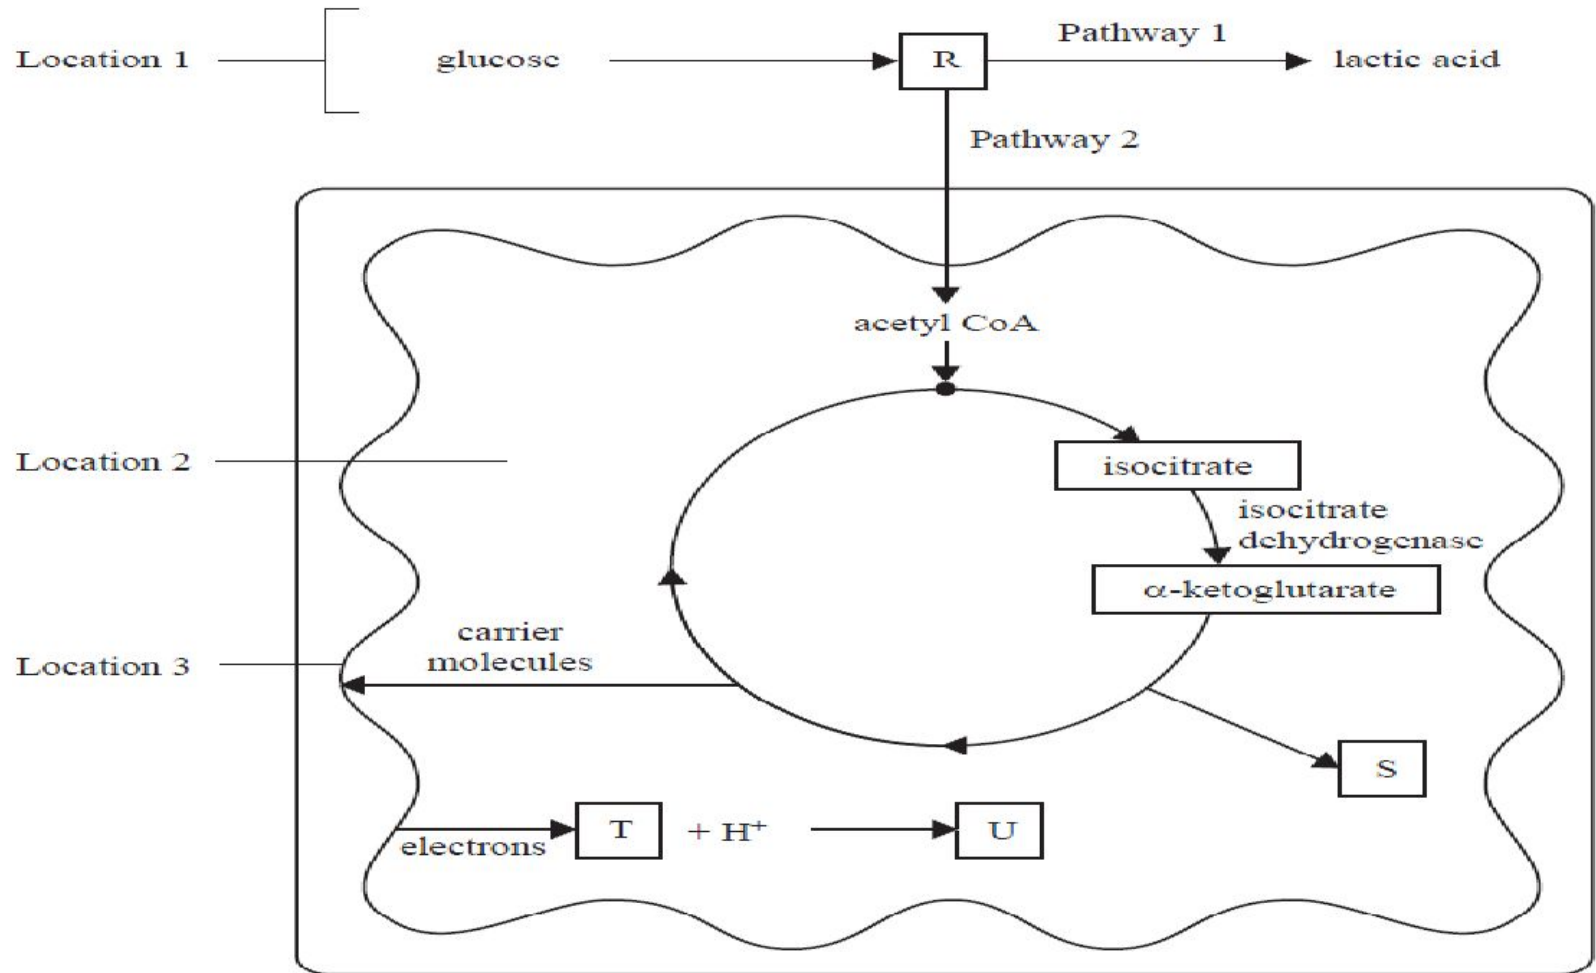 Location 1
glucose
R
Pathway 1
lactic acid
Pathway 2
acetyl CoA
Location 2
isocitrate
isocitrate
dehydrogenase
α-ketoglutarate
carrier
molecules
Location 3
S
electrons
T
+ H⁺
U